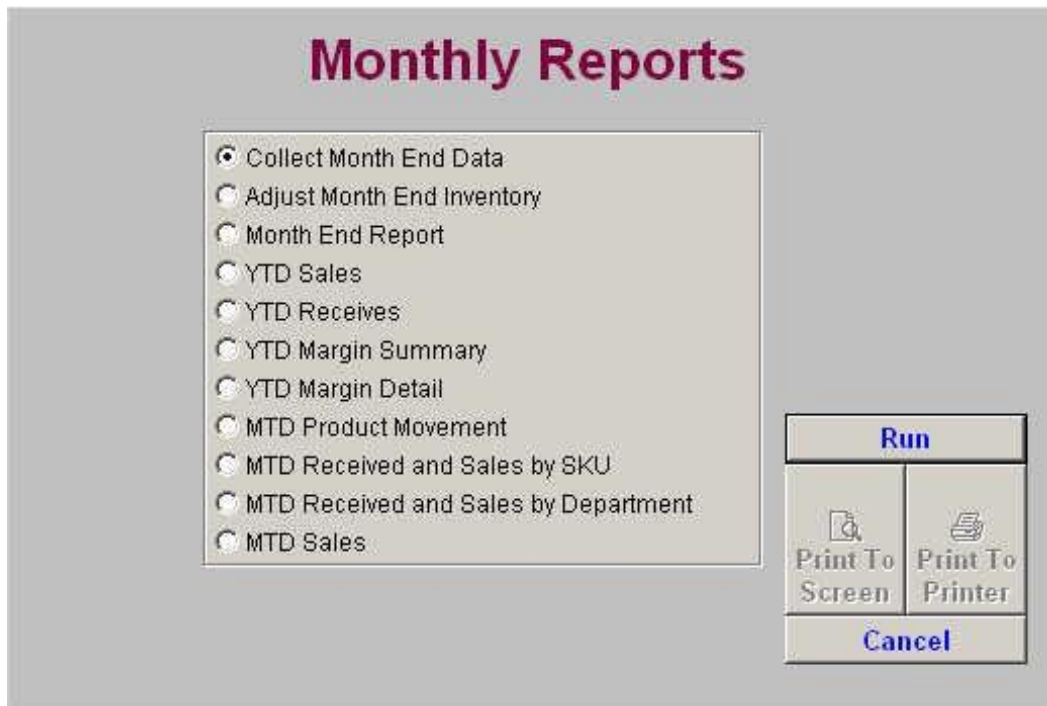 Monthly Reports
Collect Month End Data
Adjust Month End Inventory
Month End Report
YTD Sales
YTD Receives
YTD Margin Summary
YTD Margin Detail
MTD Product Movement
MTD Received and Sales by SKU
MTD Received and Sales by Department
MTD Sales
Run
Print To
Screen
Print To
Printer
Cancel